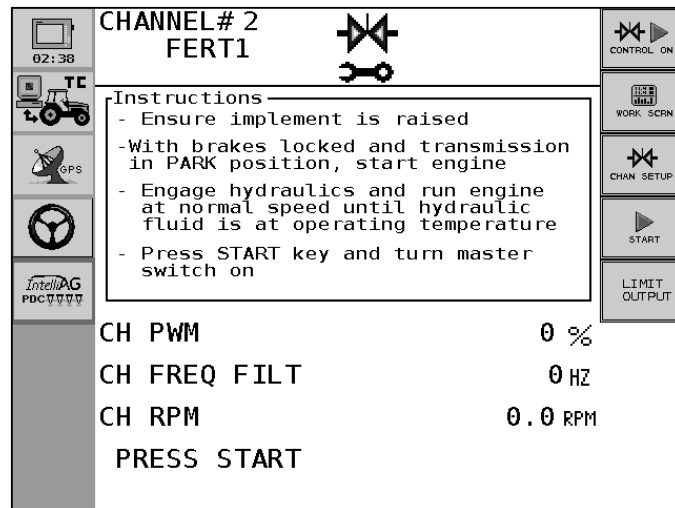 02:38
TC
GPS
IntelliAG
PDC
CHANNEL# 2
FERT1
Instructions
- Ensure implement is raised
-With brakes locked and transmission
in PARK position, start engine
- Engage hydraulics and run engine
at normal speed until hydraulic
fluid is at operating temperature
- Press START key and turn master
switch on
CH PWM 0 %
CH FREQ FILT 0 HZ
CH RPM 0.0 RPM
PRESS START
CONTROL ON
WORK SCRN
CHAN SETUP
START
LIMIT
OUTPUT